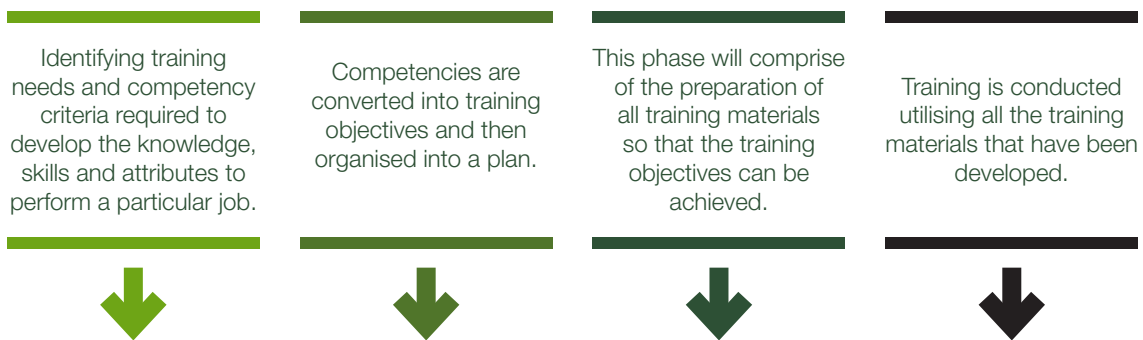 Identifying training
needs and competency
criteria required to
develop the knowledge,
skills and attributes to
perform a particular job.
Competencies are
converted into training
objectives and then
organised into a plan.
This phase will comprise
of the preparation of
all training materials
so that the training
objectives can be
achieved.
Training is conducted
utilising all the training
materials that have been
developed.